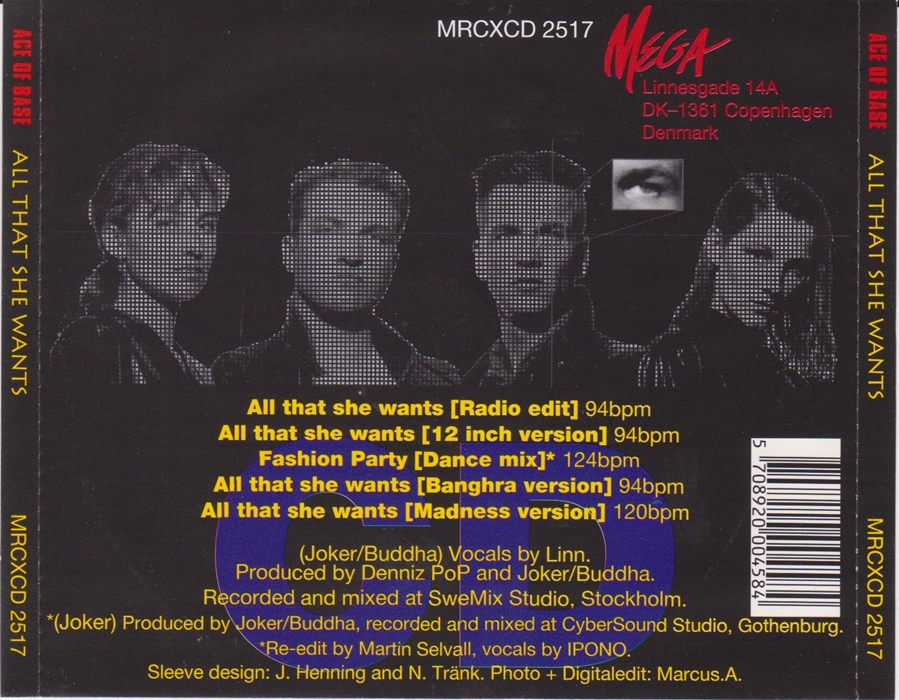 ACE OF BASE ALL THAT SHE WANTS MRCXCD 2517
MRCXCD 2517
MEGA
Linnesgade 14A
DK–1361 Copenhagen
Denmark
All that she wants [Radio edit] 94bpm
All that she wants [12 inch version] 94bpm
Fashion Party [Dance mix]* 124bpm
All that she wants [Banghra version] 94bpm
All that she wants [Madness version] 120bpm
CD
(Joker/Buddha) Vocals by Linn.
Produced by Denniz PoP and Joker/Buddha.
Recorded and mixed at SweMix Studio, Stockholm.
*(Joker) Produced by Joker/Buddha, recorded and mixed at CyberSound Studio, Gothenburg.
*Re-edit by Martin Selvall, vocals by IPONO.
Sleeve design: J. Henning and N. Tränk. Photo + Digitaledit: Marcus.A.
5 708920 004584
ACE OF BASE ALL THAT SHE WANTS MRCXCD 2517